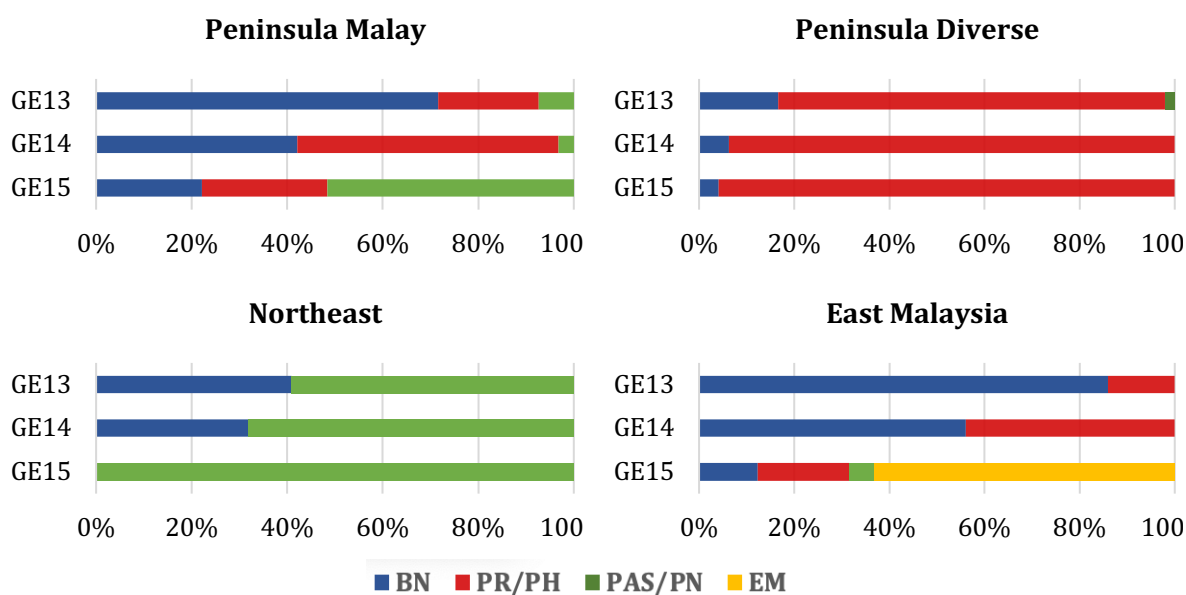 Peninsula Malay
GE13
GE14
GE15
0% 20% 40% 60% 80% 100
Peninsula Diverse
GE13
GE14
GE15
0% 20% 40% 60% 80% 100
Northeast
GE13
GE14
GE15
0% 20% 40% 60% 80% 100
East Malaysia
GE13
GE14
GE15
0% 20% 40% 60% 80% 100
BN PR/PH PAS/PN EM